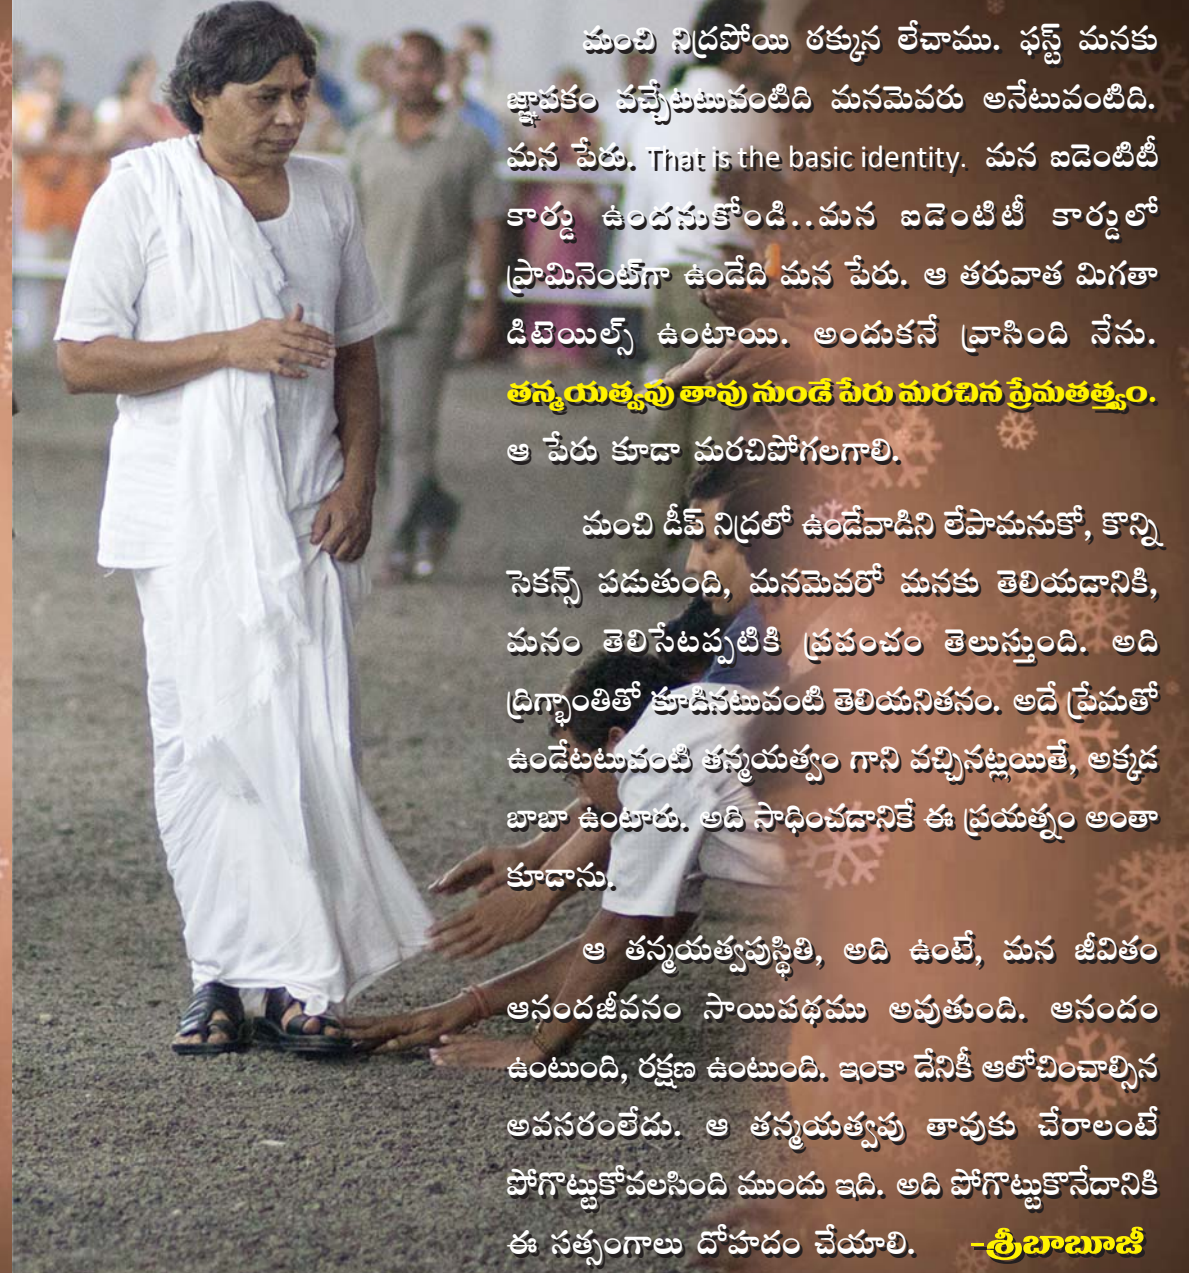 మంచి నిద్రపోయి ఠక్కున లేచాము. ఫస్ట్ మనకు
జ్ఞాపకం వచ్చేటటువంటిది మనమెవరు అనేటువంటిది.
మన పేరు. That is the basic identity. మన ఐడెంటిటీ
కార్డు ఉందనుకోండి..మన ఐడెంటిటీ కార్డులో
ప్రామినెంట్‌గా ఉండేది మన పేరు. ఆ తరువాత మిగతా
డిటెయిల్స్ ఉంటాయి. అందుకనే వ్రాసింది నేను.
తన్మయత్వపు తావు నుండే పేరు మరచిన ప్రేమతత్త్వం.
ఆ పేరు కూడా మరచిపోగలగాలి.
మంచి డీప్ నిద్రలో ఉండేవాడిని లేపామనుకో, కొన్ని
సెకన్స్ పడుతుంది, మనమెవరో మనకు తెలియడానికి,
మనం తెలిసేటప్పటికి ప్రపంచం తెలుస్తుంది. అది
ద్రిగ్భ్రాంతితో కూడినటువంటి తెలియనితనం. అదే ప్రేమతో
ఉండేటటువంటి తన్మయత్వం గాని వచ్చినట్లయితే, అక్కడ
బాబా ఉంటారు. అది సాధించదానికే ఈ ప్రయత్నం అంతా
కూడాను.
ఆ తన్మయత్వపుస్థితి, అది ఉంటే, మన జీవితం
ఆనందజీవనం సాయిపథము అవుతుంది. ఆనందం
ఉంటుంది, రక్షణ ఉంటుంది. ఇంకా దేనికీ ఆలోచించాల్సిన
అవసరంలేదు. ఆ తన్మయత్వపు తావుకు చేరాలంటే
పోగొట్టుకోవలసింది ముందు ఇది. అది పోగొట్టుకొనేదానికి
ఈ సత్సంగాలు దోహదం చేయాలి. -శ్రీబాబూజీ